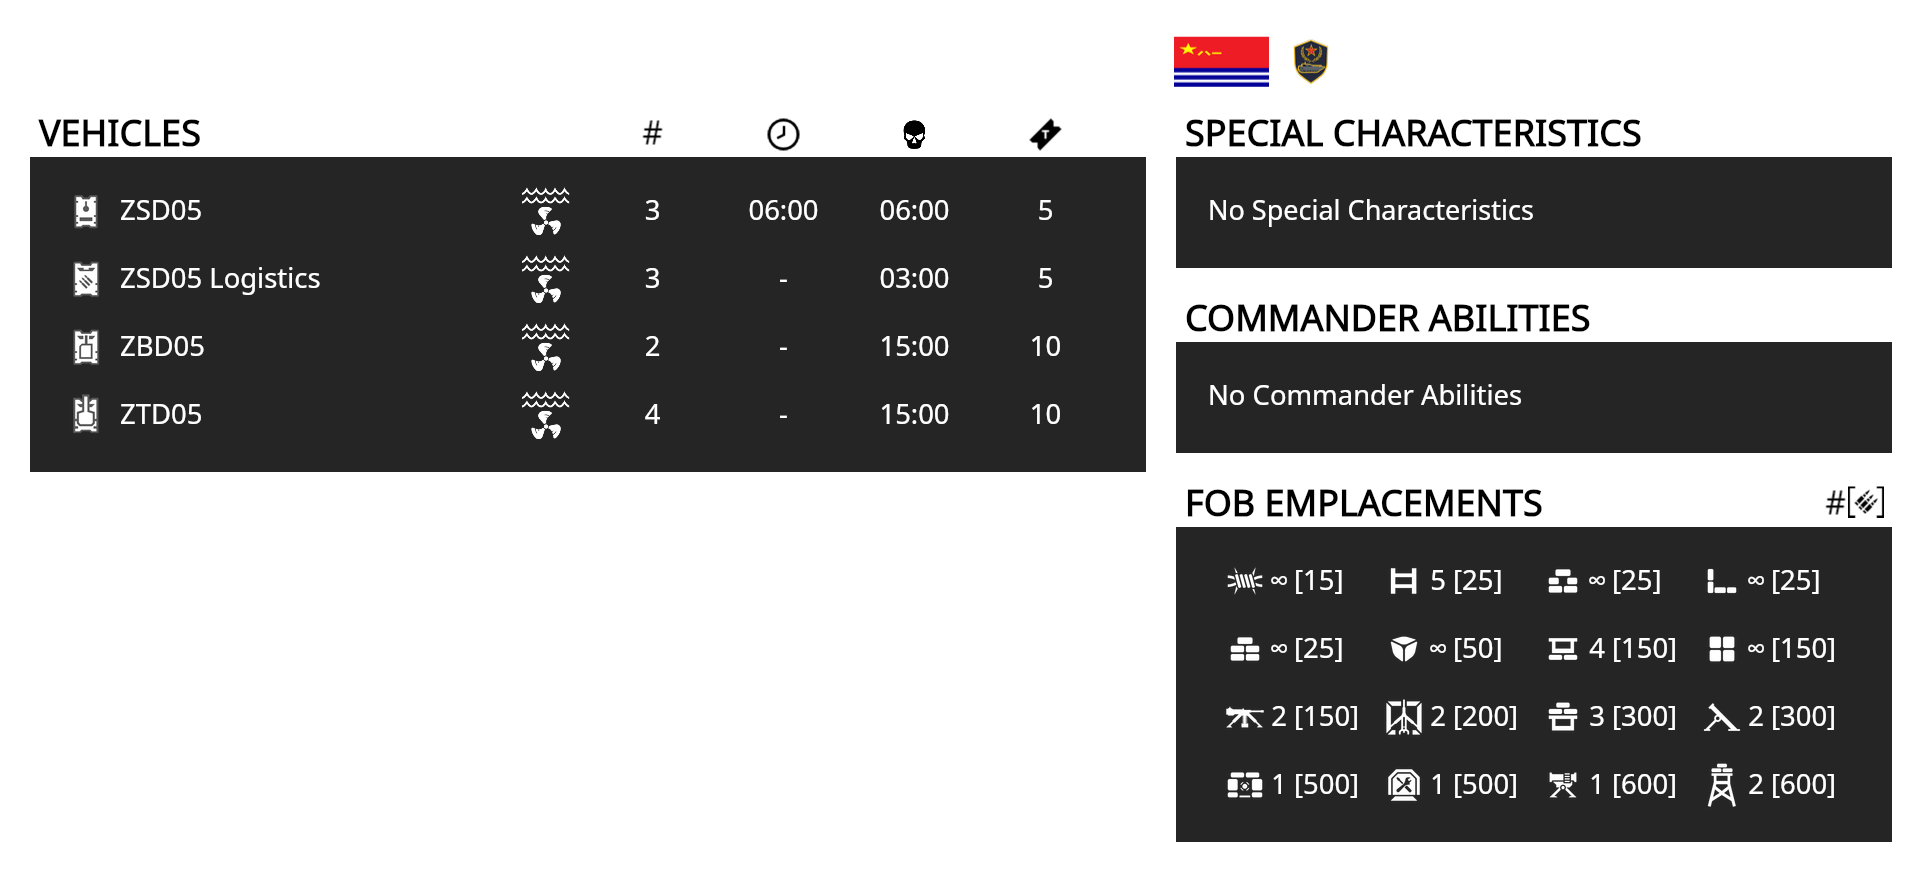 VEHICLES #
ZSD05 3 06:00 06:00 5
ZSD05 Logistics 3 - 03:00 5
ZBD05 2 - 15:00 10
ZTD05 4 - 15:00 10
SPECIAL CHARACTERISTICS
No Special Characteristics
COMMANDER ABILITIES
No Commander Abilities
FOB EMPLACEMENTS #[]
∞ [15] 5 [25] ∞ [25] ∞ [25]
∞ [25] ∞ [50] 4 [150] ∞ [150]
2 [150] 2 [200] 3 [300] 2 [300]
1 [500] 1 [500] 1 [600] 2 [600]